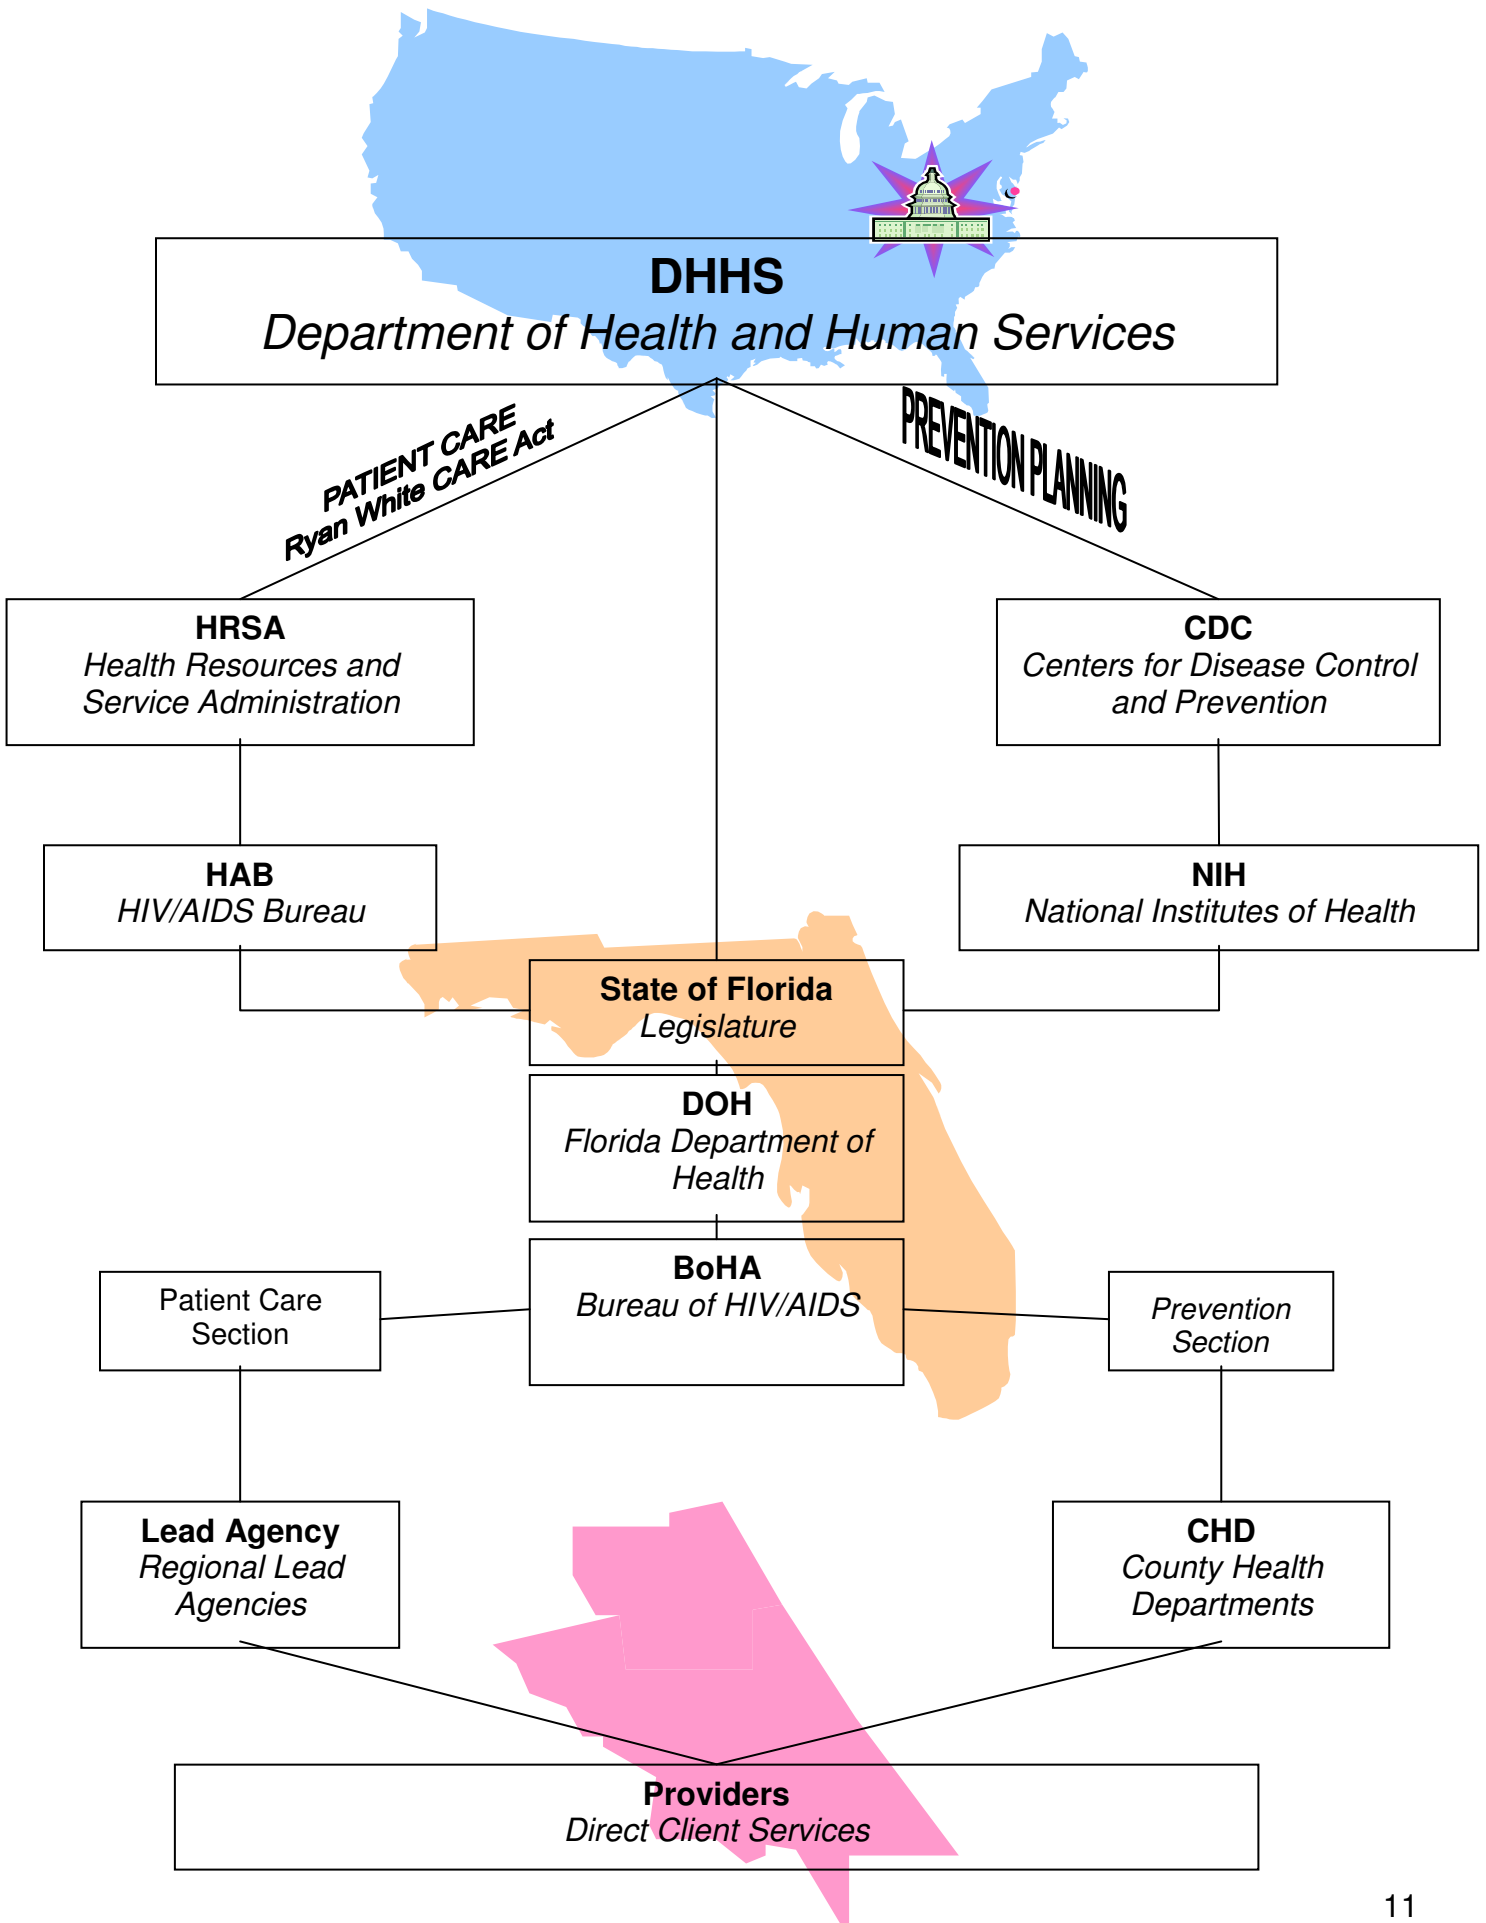 DHHS
Department of Health and Human Services
PATIENT CARE
Ryan White CARE Act
PREVENTION PLANNING
HRSA
Health Resources and
Service Administration
CDC
Centers for Disease Control
and Prevention
HAB
HIV/AIDS Bureau
NIH
National Institutes of Health
State of Florida
Legislature
DOH
Florida Department of
Health
BoHA
Bureau of HIV/AIDS
Patient Care
Section
Prevention
Section
Lead Agency
Regional Lead
Agencies
CHD
County Health
Departments
Providers
Direct Client Services
11